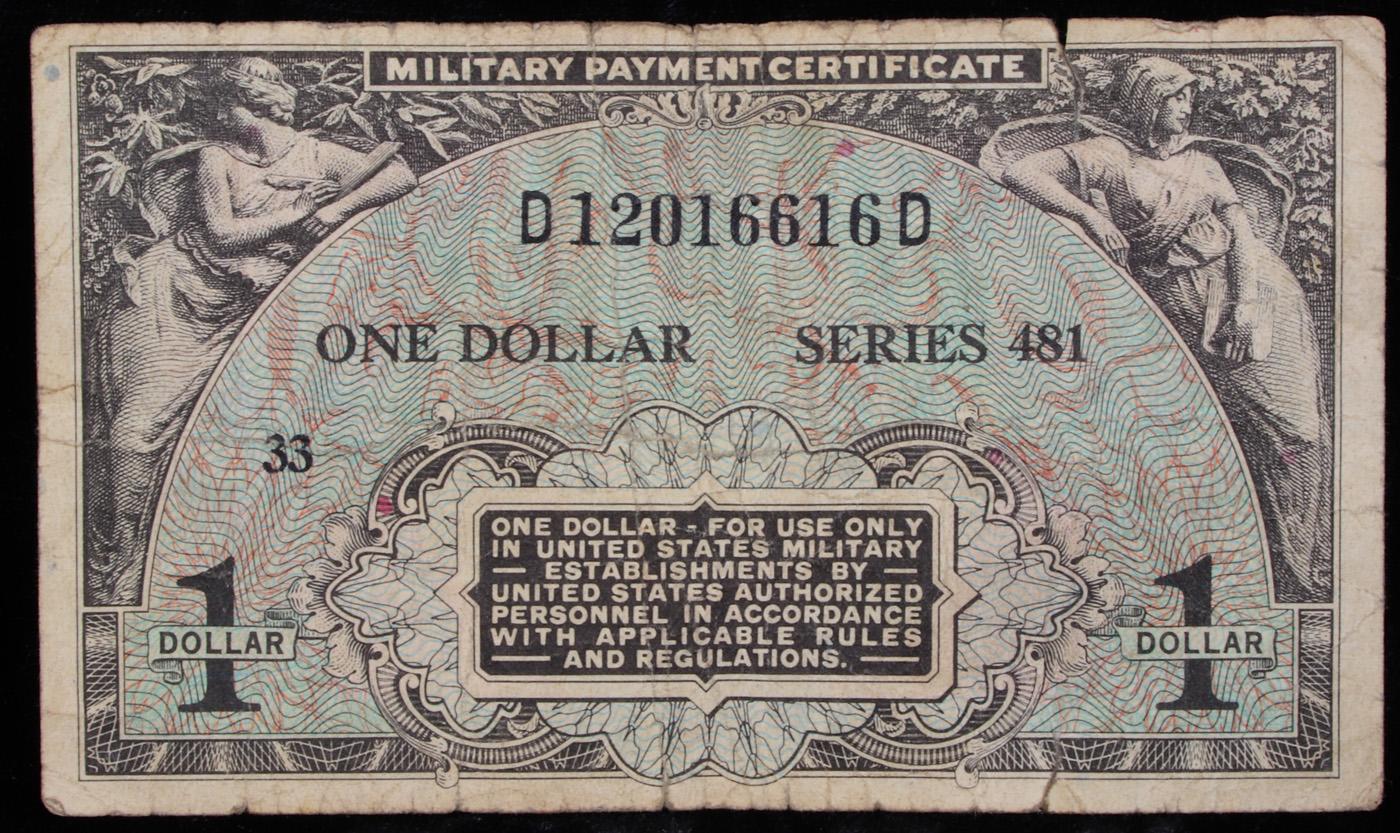 MILITARY PAYMENT CERTIFICATE
D12016616D
ONE DOLLAR SERIES 481
33
ONE DOLLAR - FOR USE ONLY
IN UNITED STATES MILITARY
— ESTABLISHMENTS BY —
UNITED STATES AUTHORIZED
PERSONNEL IN ACCORDANCE
WITH APPLICABLE RULES
— AND REGULATIONS. —
1
DOLLAR
1
DOLLAR